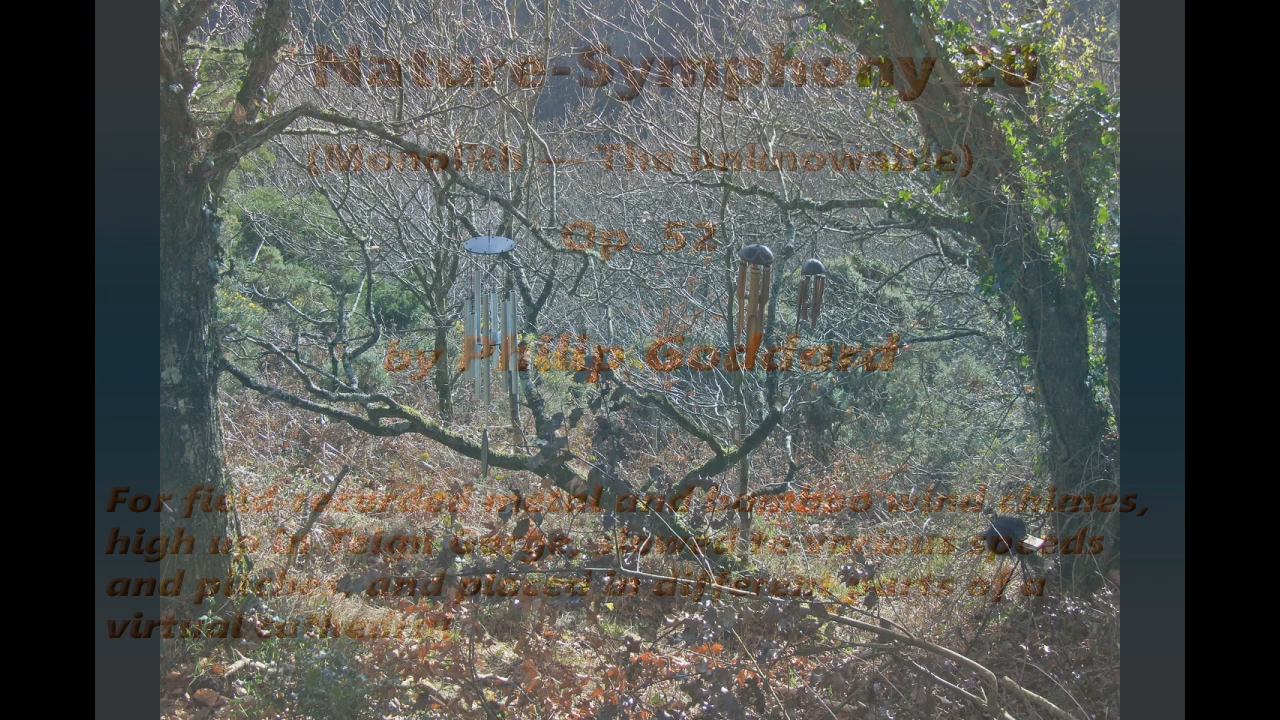 Nature-Symphony 20
(Monolith — The unknowable)
Op. 52
by Philip Goddard
For field-recorded metal and bamboo wind chimes,
high up in Teign Gorge, slowed to various speeds
and pitches, and placed in different parts of a
virtual cathedral